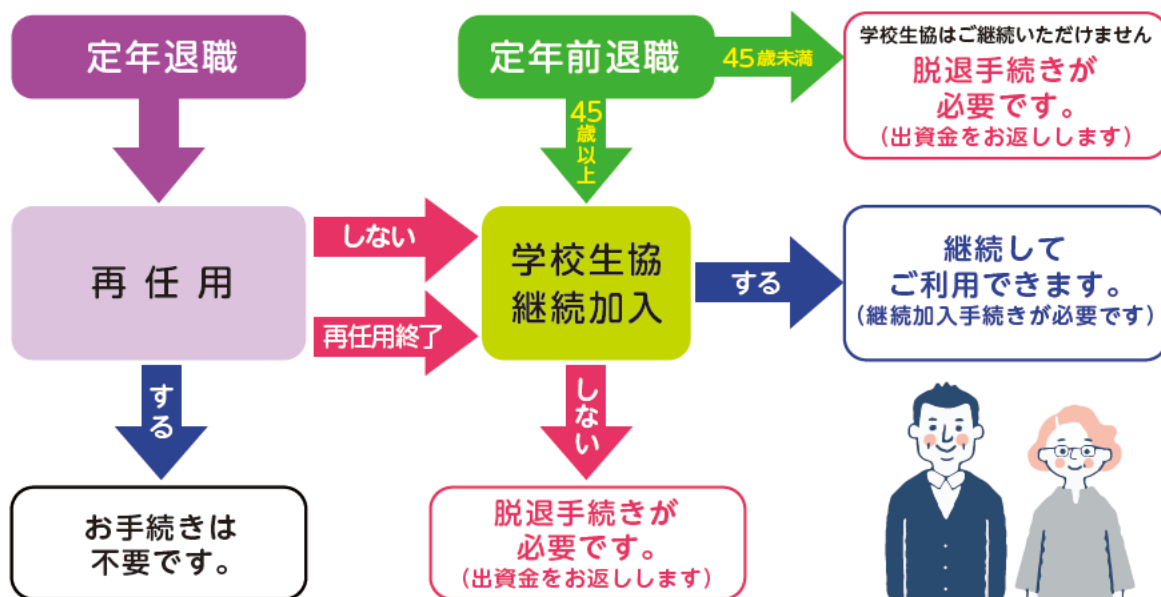 定年退職
定年前退職
45歳未満
学校生協はご継続いただけません
脱退手続きが
必要です。
(出資金をお返しします)
45歳以上
再任用
しない
再任用終了
学校生協
継続加入
する
継続して
ご利用できます。
(継続加入手続きが必要です)
する
しない
お手続きは
不要です。
脱退手続きが
必要です。
(出資金をお返しします)